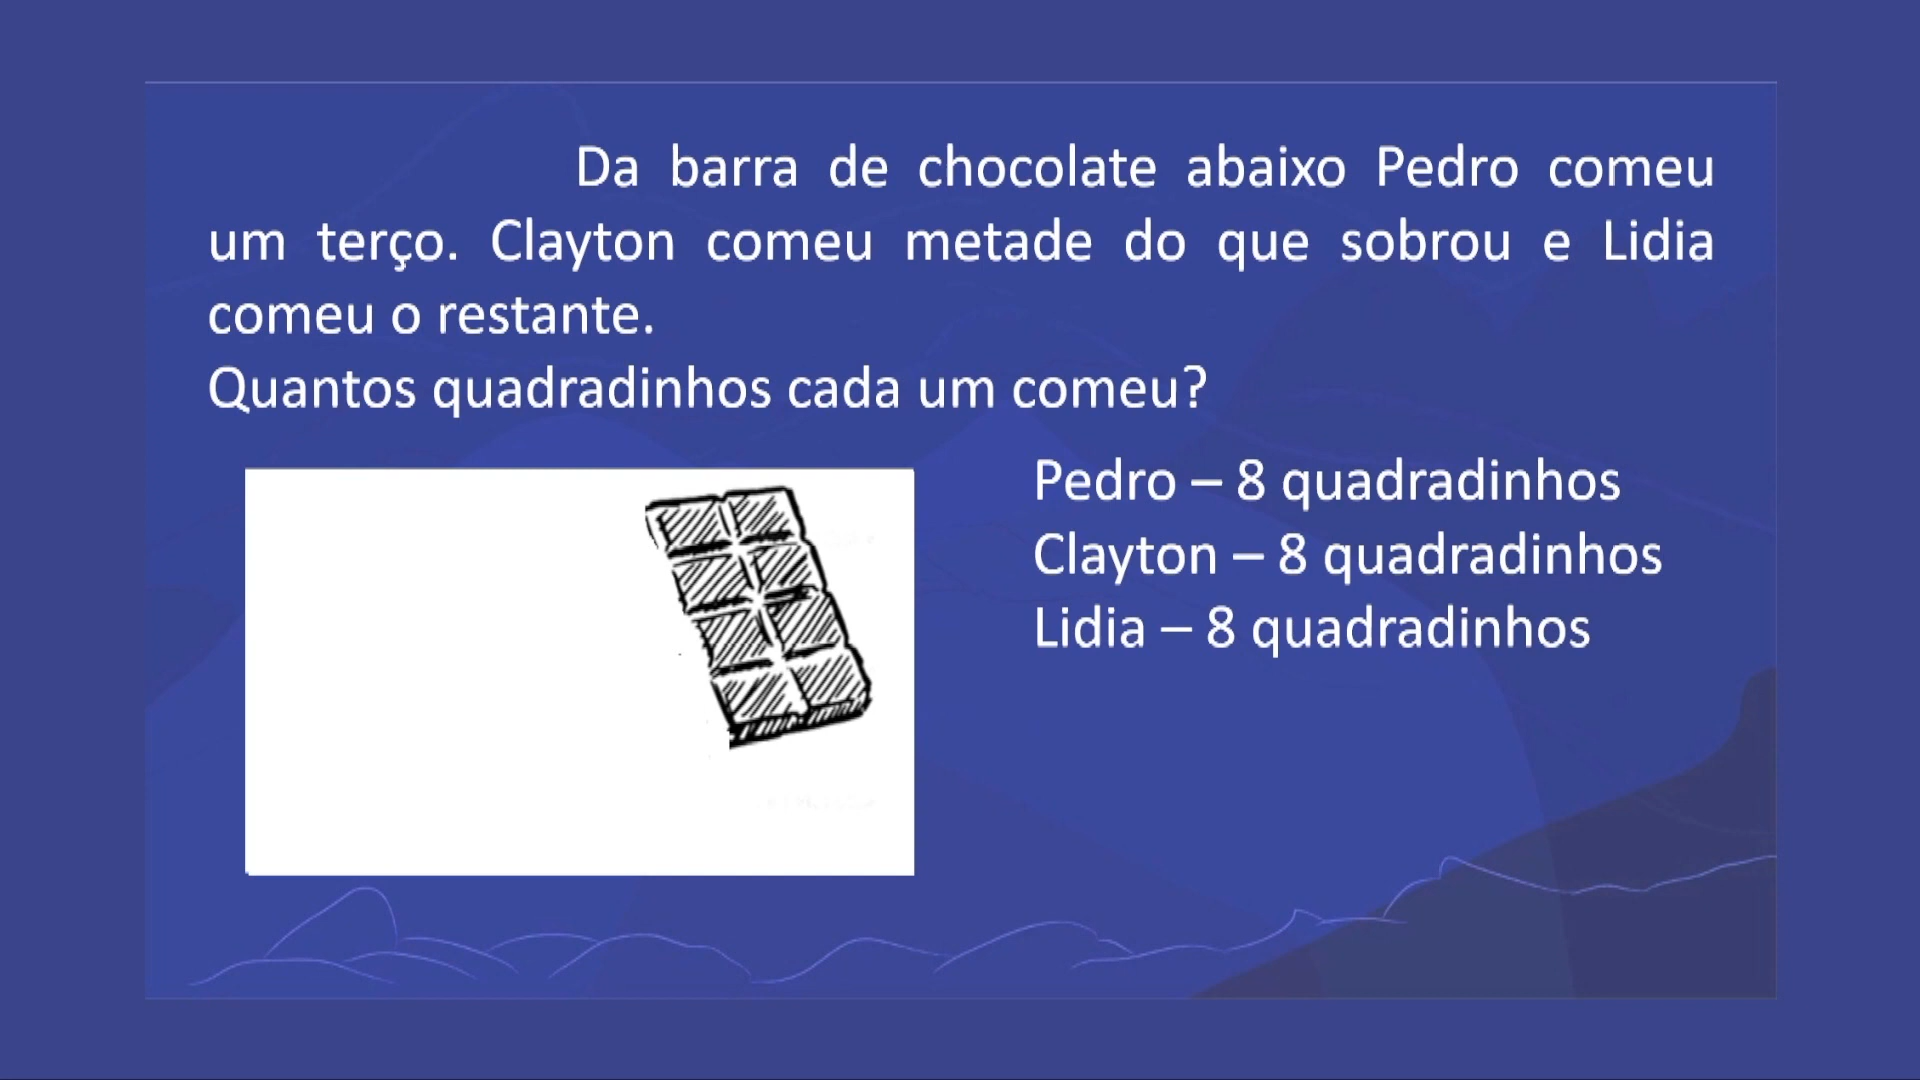 Da barra de chocolate abaixo Pedro comeu
um terço. Clayton comeu metade do que sobrou e Lidia
comeu o restante.
Quantos quadradinhos cada um comeu?
Pedro – 8 quadradinhos
Clayton – 8 quadradinhos
Lidia – 8 quadradinhos